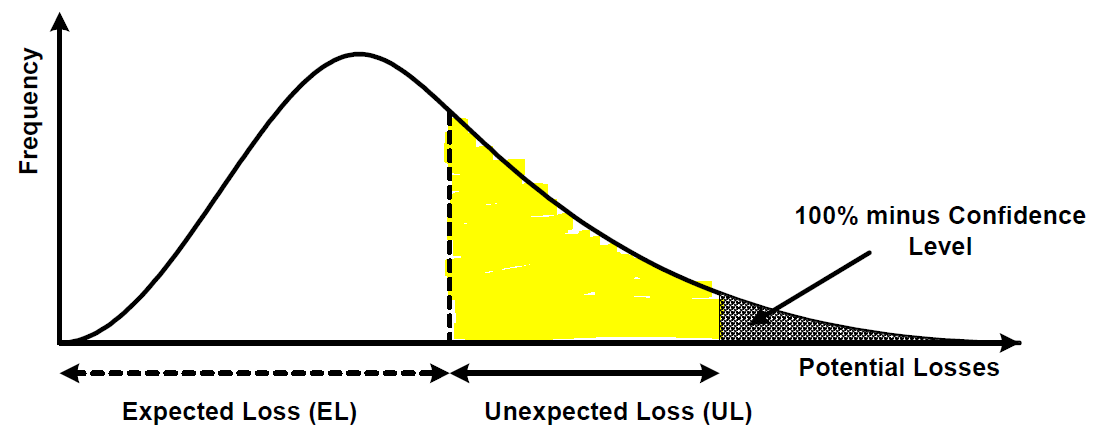 Frequency
100% minus Confidence
Level
Potential Losses
Expected Loss (EL)
Unexpected Loss (UL)